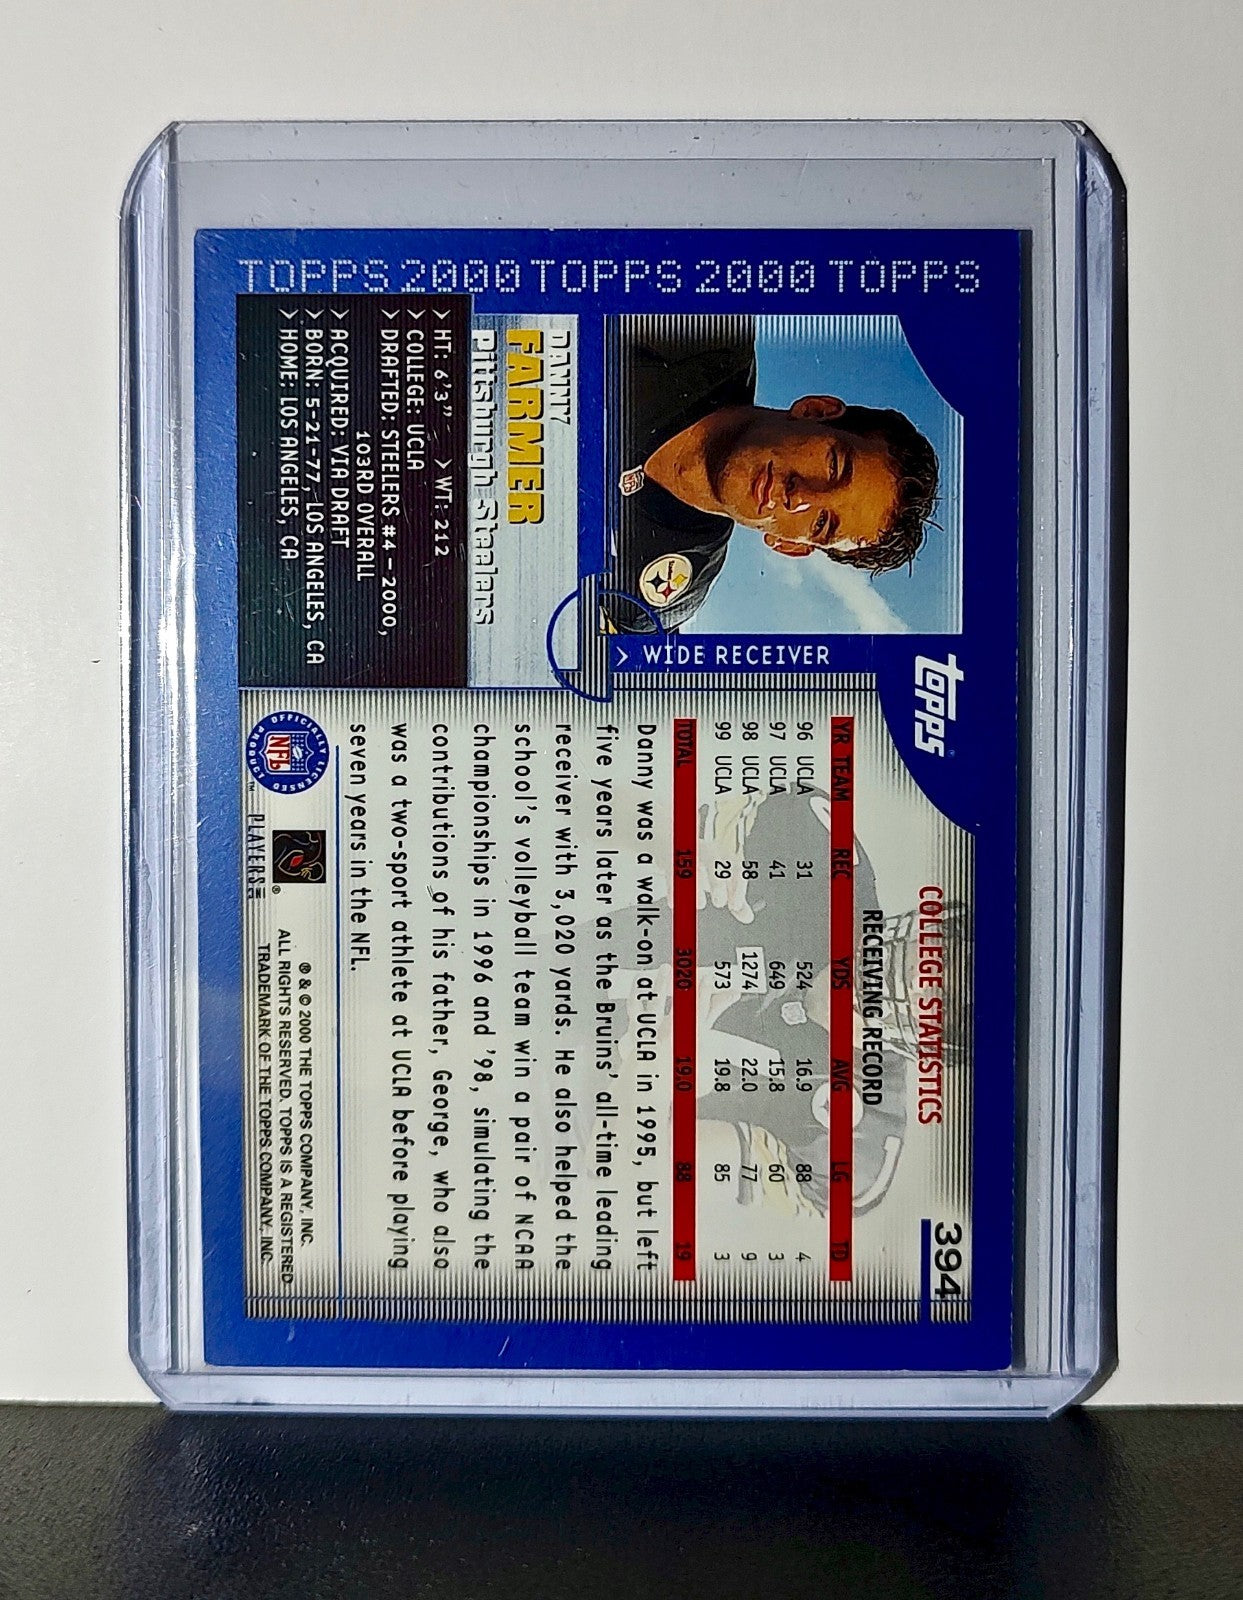 TOPPS 2000 TOPPS 2000 TOPPS
topps
394
> WIDE RECEIVER
DANNY
FARMER
Pittsburgh Steelers
> HT: 6'3" > WT: 212
> COLLEGE: UCLA
> DRAFTED: STEELERS #4 – 2000,
103RD OVERALL
> ACQUIRED: VIA DRAFT
> BORN: 5-21-77, LOS ANGELES, CA
> HOME: LOS ANGELES, CA
COLLEGE STATISTICS
RECEIVING RECORD
YR TEAM REC YDS AVG LG TD
96 UCLA 31 524 16.9 88 4
97 UCLA 41 649 15.8 60 3
98 UCLA 58 1274 22.0 77 9
99 UCLA 29 573 19.8 85 3
TOTAL 159 3020 19.0 88 19
Danny was a walk-on at UCLA in 1995, but left
five years later as the Bruins' all-time leading
receiver with 3,020 yards. He also helped the
school's volleyball team win a pair of NCAA
championships in 1996 and '98, simulating the
contributions of his father, George, who also
was a two-sport athlete at UCLA before playing
seven years in the NFL.
OFFICIALLY LICENSED PRODUCT™
NFL
PLAYERS
®
® & © 2000 THE TOPPS COMPANY, INC.
ALL RIGHTS RESERVED. TOPPS IS A REGISTERED
TRADEMARK OF THE TOPPS COMPANY, INC.